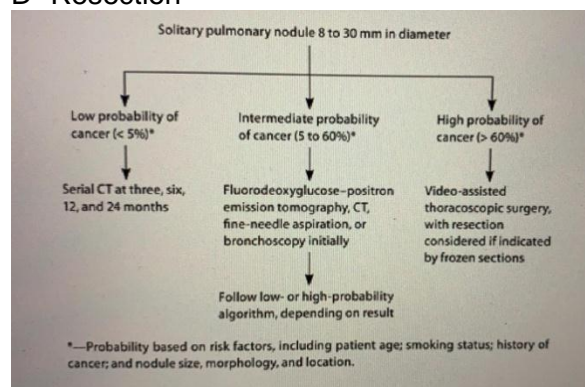 Solitary pulmonary nodule 8 to 30 mm in diameter
Low probability of
cancer (< 5%)*
Intermediate probability
of cancer (5 to 60%)*
High probability of
cancer (> 60%)*
Serial CT at three, six,
12, and 24 months
Fluorodeoxyglucose–positron
emission tomography, CT,
fine-needle aspiration, or
bronchoscopy initially
Video-assisted
thoracoscopic surgery,
with resection
considered if indicated
by frozen sections
Follow low- or high-probability
algorithm, depending on result
*—Probability based on risk factors, including patient age; smoking status; history of
cancer; and nodule size, morphology, and location.